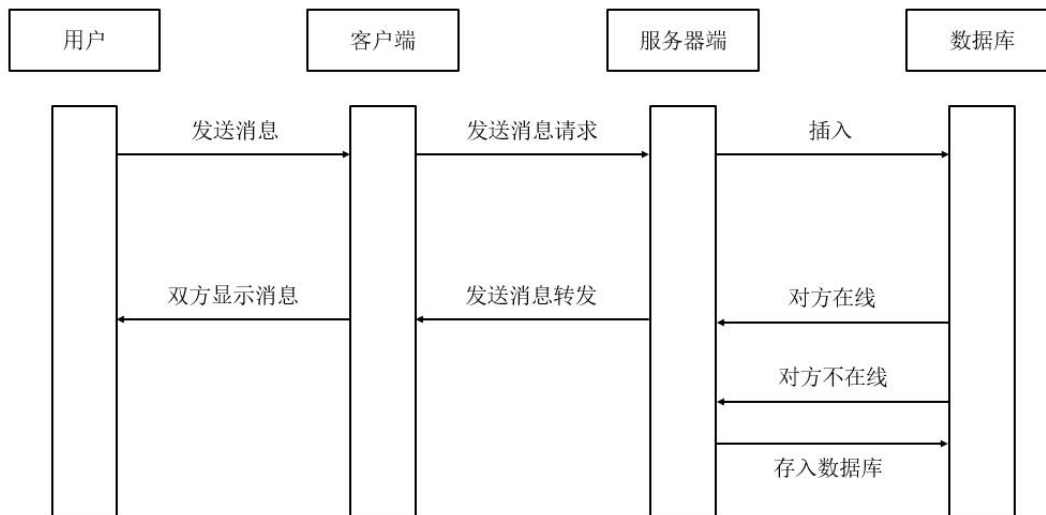 用户
客户端
服务器端
数据库
发送消息
发送消息请求
插入
双方显示消息
发送消息转发
对方在线
对方不在线
存入数据库